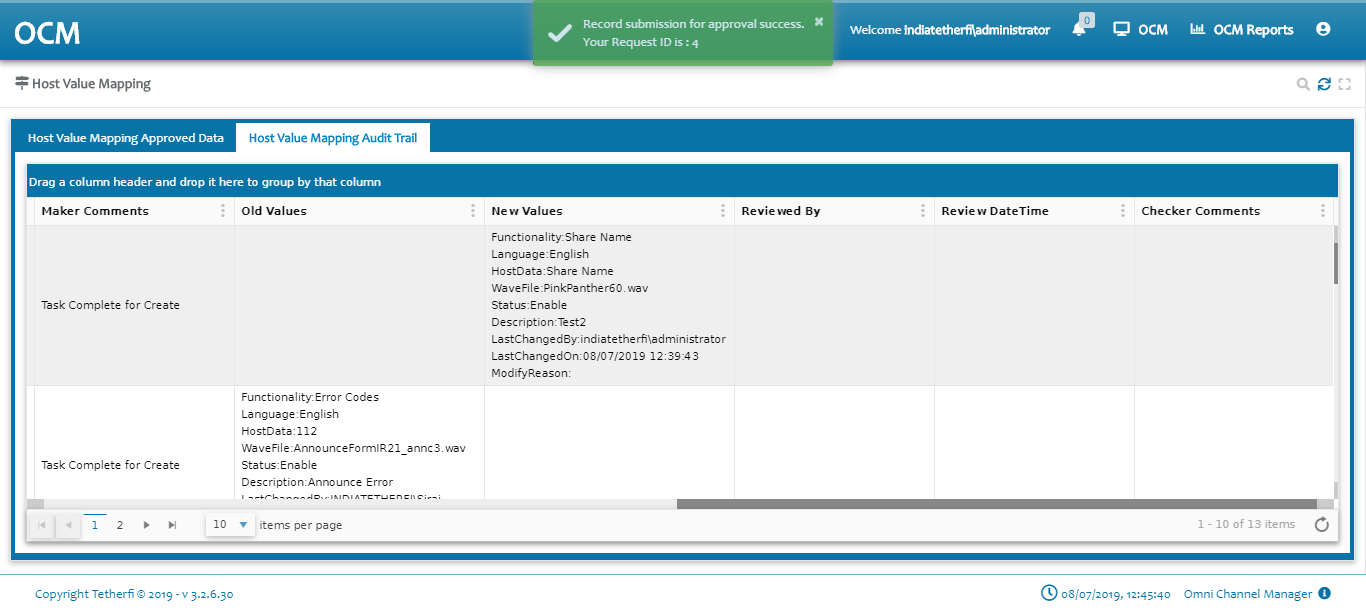 OCM
Record submission for approval success.
Your Request ID is : 4
Welcome indiatetherfi\administrator
0
OCM
OCM Reports
Host Value Mapping
Host Value Mapping Approved Data
Host Value Mapping Audit Trail
Drag a column header and drop it here to group by that column
Maker Comments
Old Values
New Values
Reviewed By
Review DateTime
Checker Comments
Task Complete for Create
Functionality:Share Name
Language:English
HostData:Share Name
WaveFile:PinkPanther60.wav
Status:Enable
Description:Test2
LastChangedBy:indiatetherfi\administrator
LastChangedOn:08/07/2019 12:39:43
ModifyReason:
Task Complete for Create
Functionality:Error Codes
Language:English
HostData:112
WaveFile:AnnounceFormIR21_annc3.wav
Status:Enable
Description:Announce Error
LastChangedBy:INDIATETHERFI\Siraj
1
2
10
items per page
1 - 10 of 13 items
Copyright Tetherfi © 2019 - v 3.2.6.30
08/07/2019, 12:45:40
Omni Channel Manager